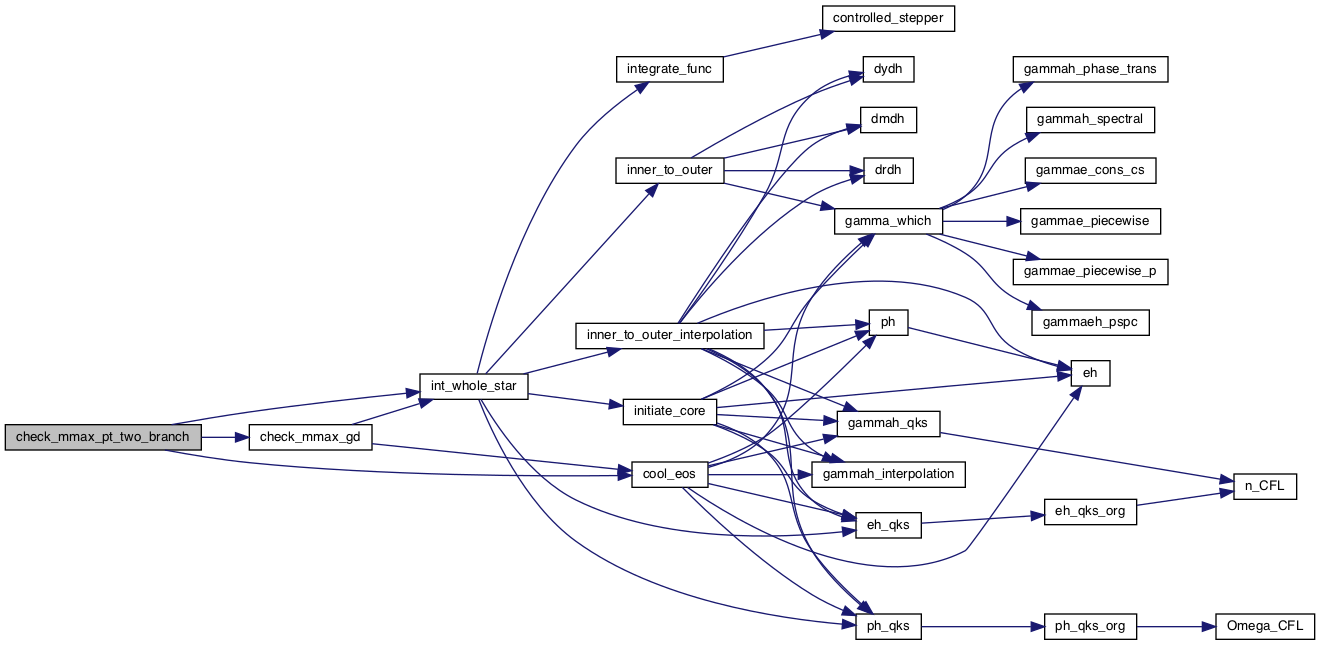 controlled_stepper
integrate_func
dydh
gammah_phase_trans
dmdh
gammah_spectral
inner_to_outer
drdh
gammae_cons_cs
gamma_which
gammae_piecewise
gammae_piecewise_p
inner_to_outer_interpolation
ph
gammaeh_pspc
int_whole_star
eh
check_mmax_pt_two_branch
check_mmax_gd
initiate_core
gammah_qks
cool_eos
gammah_interpolation
n_CFL
eh_qks
eh_qks_org
ph_qks
ph_qks_org
Omega_CFL